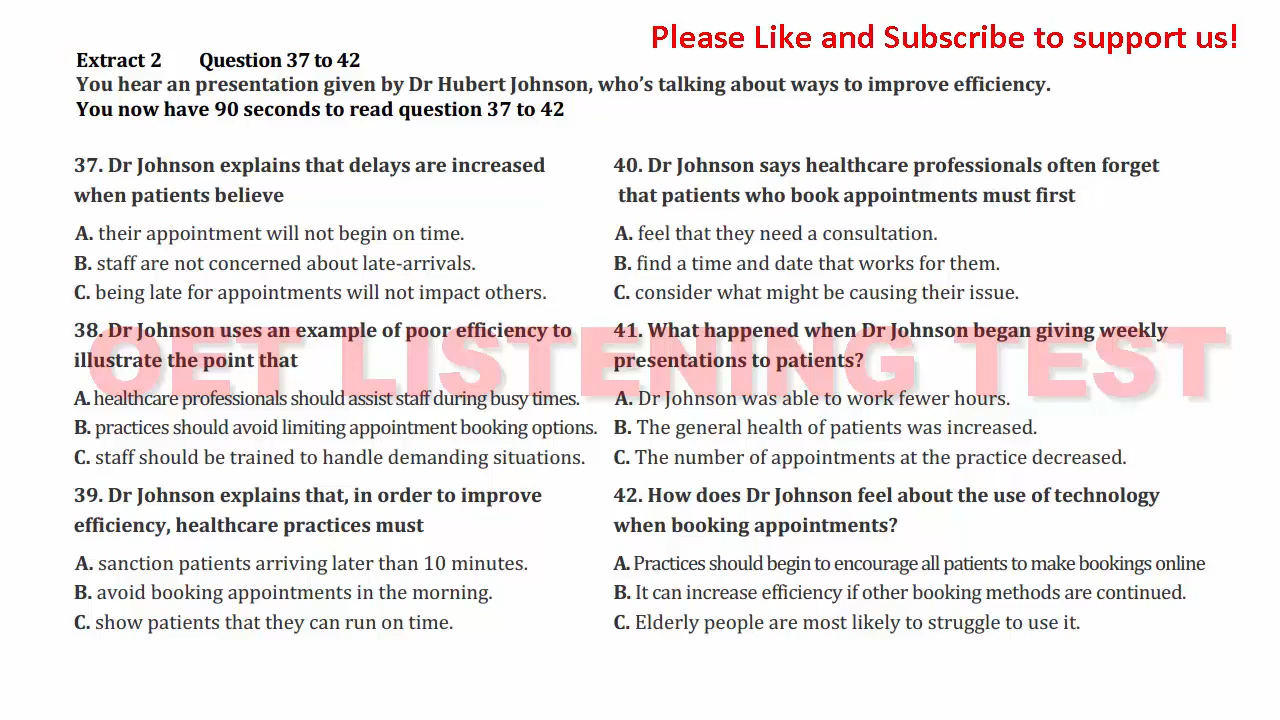 Please Like and Subscribe to support us!
Extract 2 Question 37 to 42
You hear an presentation given by Dr Hubert Johnson, who's talking about ways to improve efficiency.
You now have 90 seconds to read question 37 to 42
37. Dr Johnson explains that delays are increased
when patients believe
A. their appointment will not begin on time.
B. staff are not concerned about late-arrivals.
C. being late for appointments will not impact others.
38. Dr Johnson uses an example of poor efficiency to
illustrate the point that
A. healthcare professionals should assist staff during busy times.
B. practices should avoid limiting appointment booking options.
C. staff should be trained to handle demanding situations.
39. Dr Johnson explains that, in order to improve
efficiency, healthcare practices must
A. sanction patients arriving later than 10 minutes.
B. avoid booking appointments in the morning.
C. show patients that they can run on time.
40. Dr Johnson says healthcare professionals often forget
that patients who book appointments must first
A. feel that they need a consultation.
B. find a time and date that works for them.
C. consider what might be causing their issue.
41. What happened when Dr Johnson began giving weekly
presentations to patients?
A. Dr Johnson was able to work fewer hours.
B. The general health of patients was increased.
C. The number of appointments at the practice decreased.
42. How does Dr Johnson feel about the use of technology
when booking appointments?
A. Practices should begin to encourage all patients to make bookings online
B. It can increase efficiency if other booking methods are continued.
C. Elderly people are most likely to struggle to use it.
OET LISTENING TEST